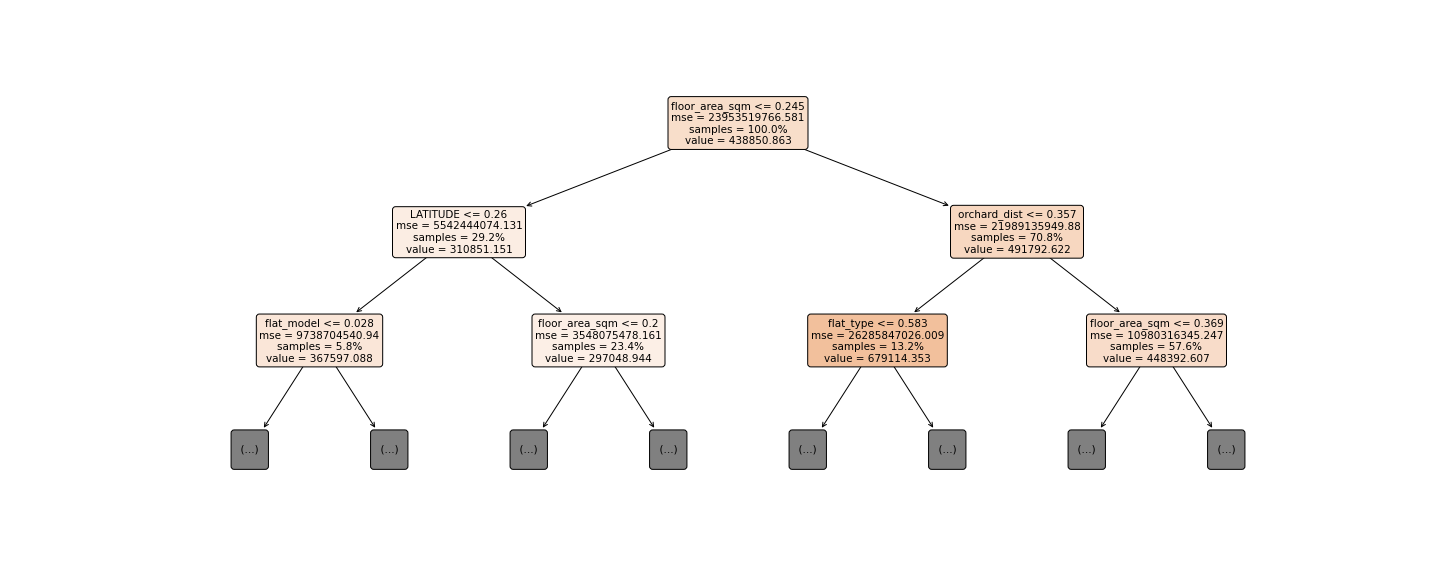 floor_area_sqm <= 0.245
mse = 23953519766.581
samples = 100.0%
value = 438850.863
LATITUDE <= 0.26
mse = 5542444074.131
samples = 29.2%
value = 310851.151
orchard_dist <= 0.357
mse = 21989135949.88
samples = 70.8%
value = 491792.622
flat_model <= 0.028
mse = 9738704540.94
samples = 5.8%
value = 367597.088
floor_area_sqm <= 0.2
mse = 3548075478.161
samples = 23.4%
value = 297048.944
flat_type <= 0.583
mse = 26285847026.009
samples = 13.2%
value = 679114.353
floor_area_sqm <= 0.369
mse = 10980316345.247
samples = 57.6%
value = 448392.607
(...)
(...)
(...)
(...)
(...)
(...)
(...)
(...)